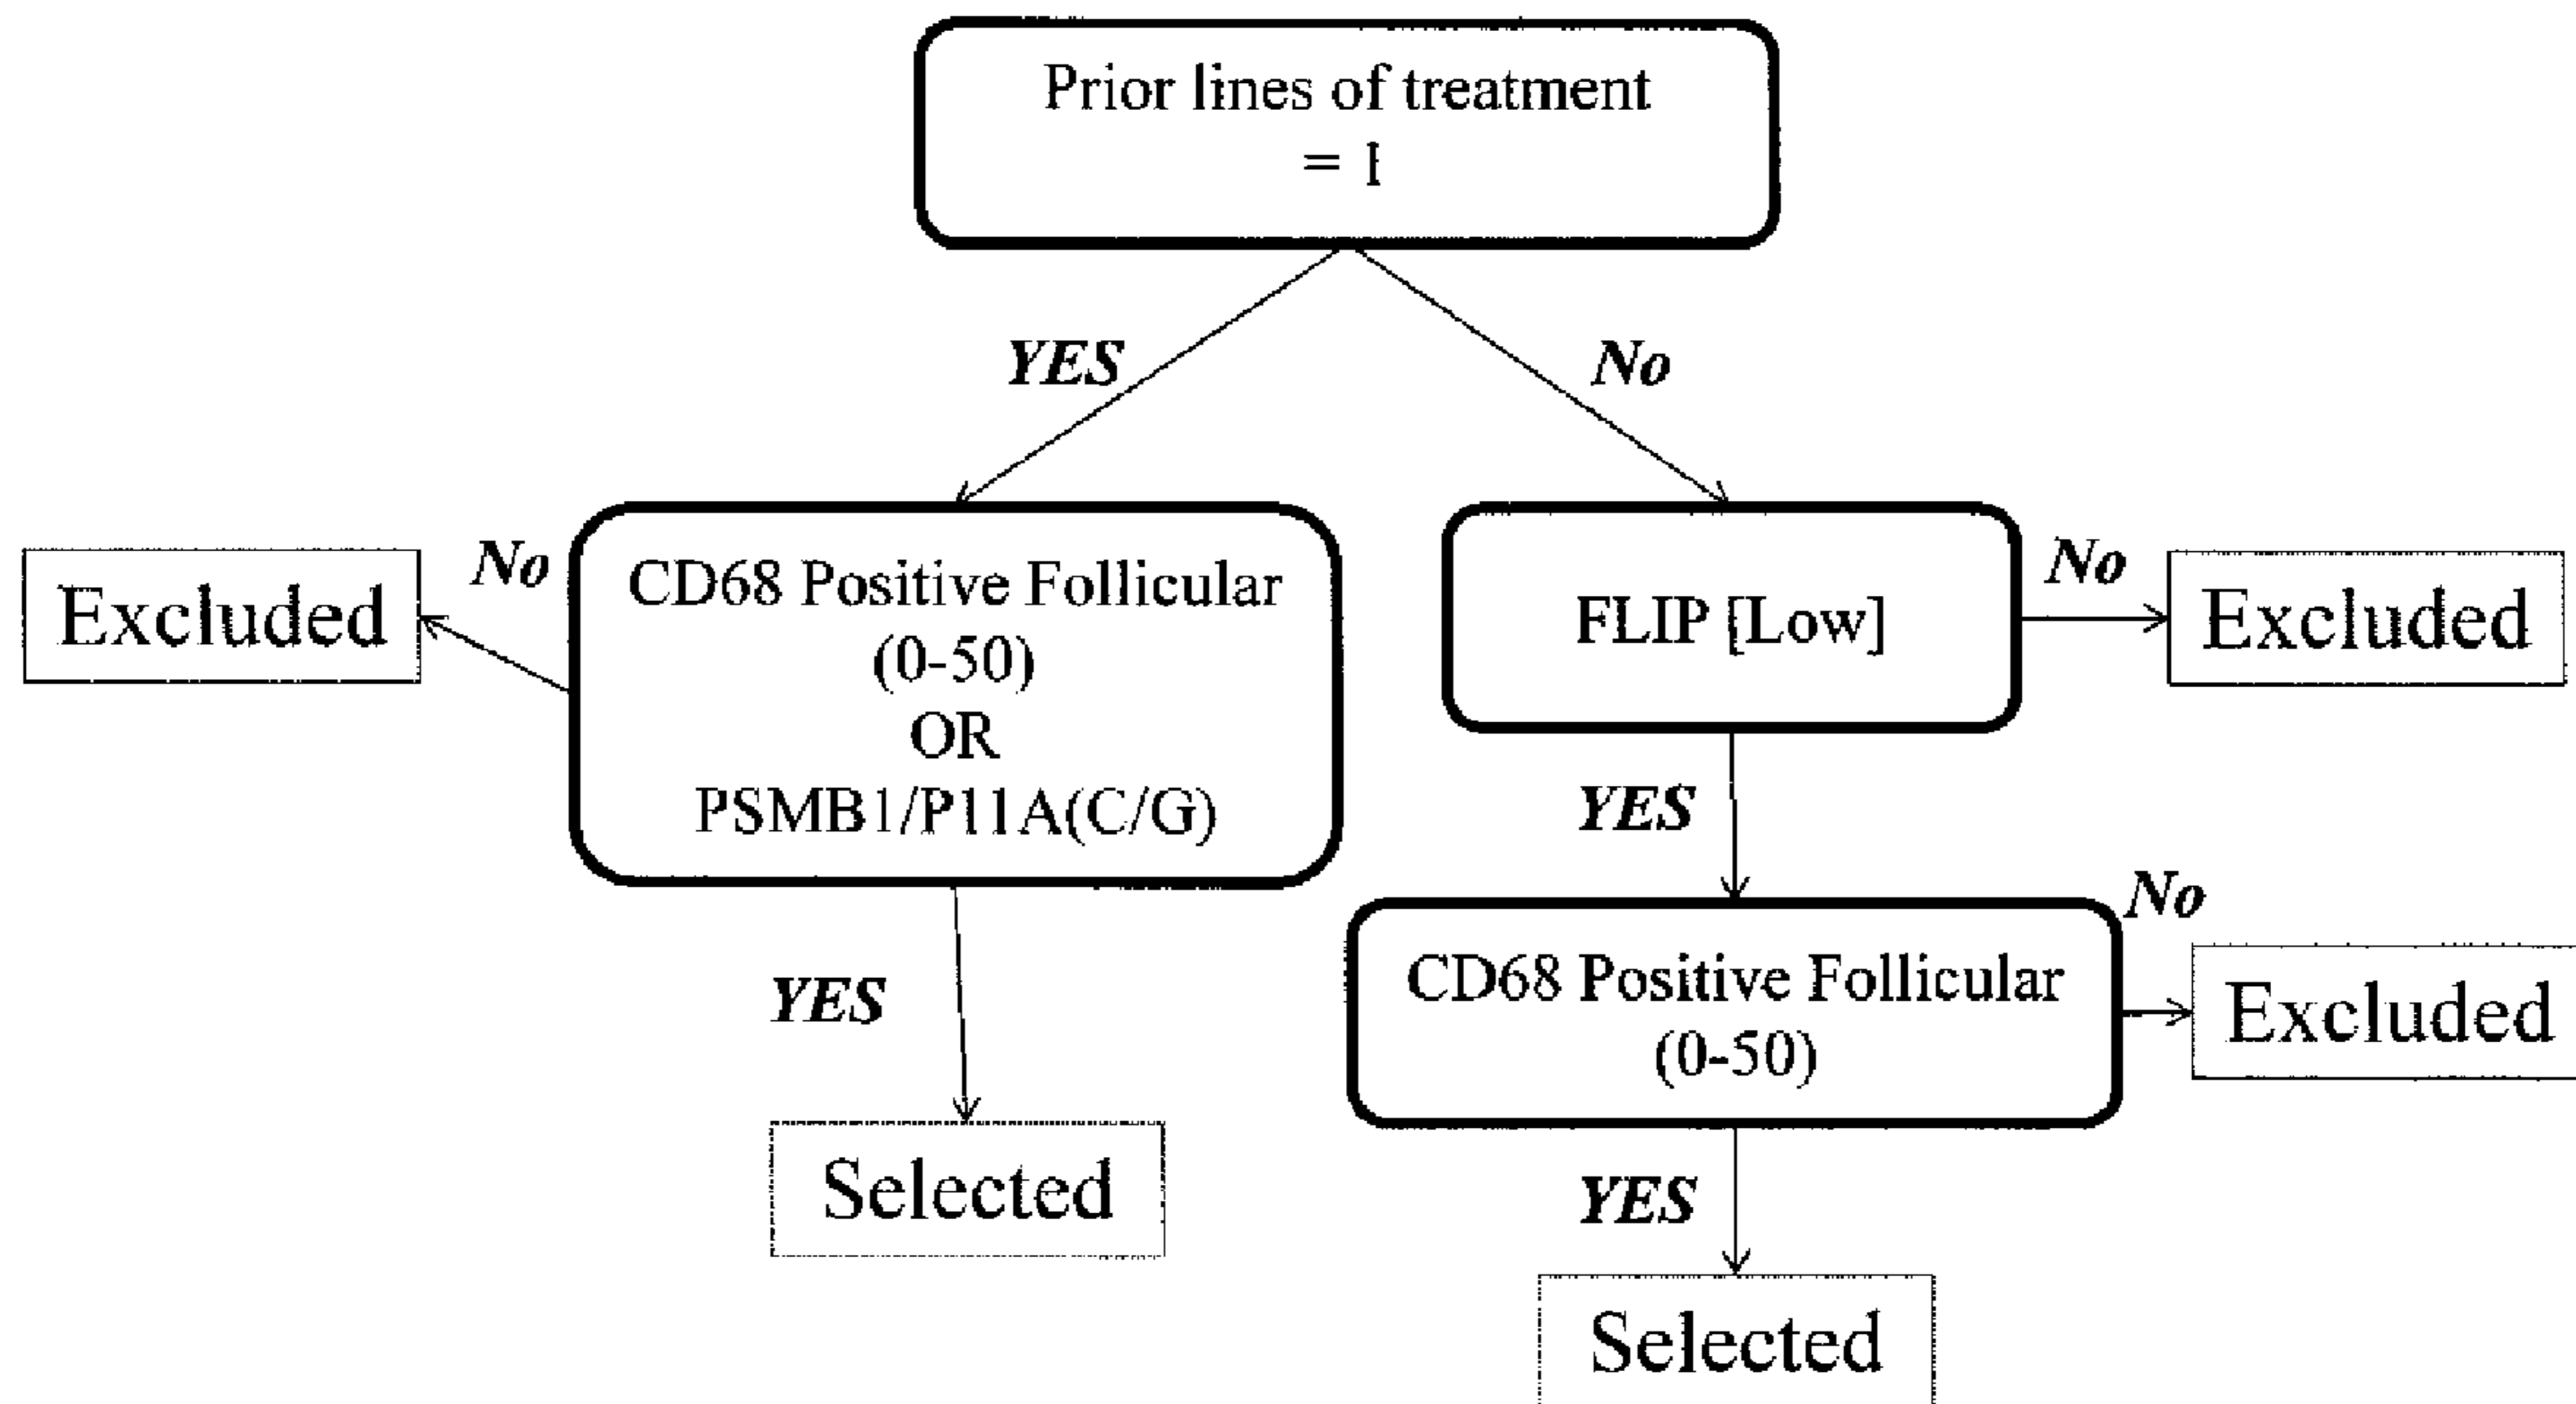 Prior lines of treatment
= 1
YES
No
No
CD68 Positive Follicular
(0-50)
OR
PSMB1/P11A(C/G)
Excluded
FLIP [Low]
No
Excluded
YES
YES
CD68 Positive Follicular
(0-50)
No
Excluded
Selected
YES
Selected